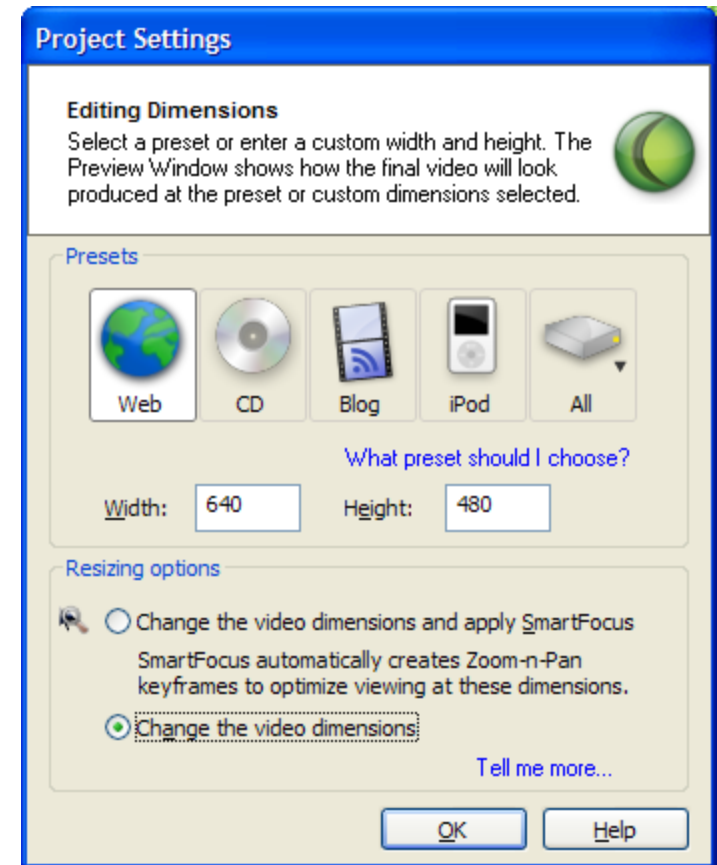 Project Settings
Editing Dimensions
Select a preset or enter a custom width and height. The
Preview Window shows how the final video will look
produced at the preset or custom dimensions selected.
Presets
Web CD Blog iPod All
What preset should I choose?
Width: 640 Height: 480
Resizing options
Change the video dimensions and apply SmartFocus
SmartFocus automatically creates Zoom-n-Pan
keyframes to optimize viewing at these dimensions.
Change the video dimensions
Tell me more...
OK Help